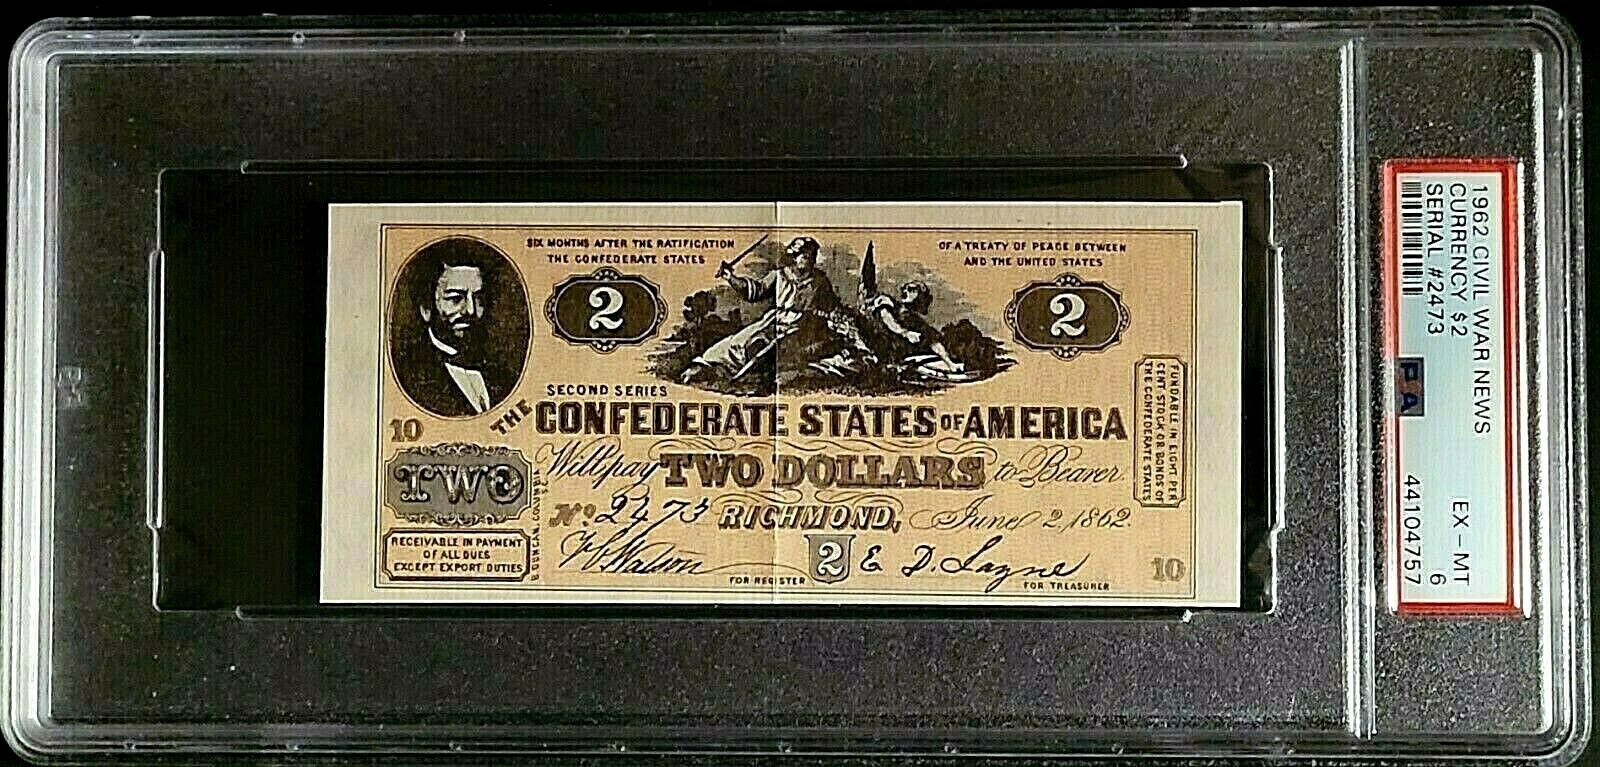 SIX MONTHS AFTER THE RATIFICATION
THE CONFEDERATE STATES
OF A TREATY OF PEACE BETWEEN
AND THE UNITED STATES
2
2
SECOND SERIES
THE CONFEDERATE STATES OF AMERICA
10
TWO
Will pay TWO DOLLARS to Bearer
No. 2473 RICHMOND, June 2, 1862.
RECEIVABLE IN PAYMENT
OF ALL DUES
EXCEPT EXPORT DUTIES
B. DUNCAN, COLUMBIA S.C.
FOR REGISTER
2
FOR TREASURER
10
FUNDABLE IN EIGHT PER
CENT. STOCK OR BONDS OF
THE CONFEDERATE STATES
1962 CIVIL WAR NEWS
CURRENCY $2 EX-MT
SERIAL #2473 6
PSA
44104757